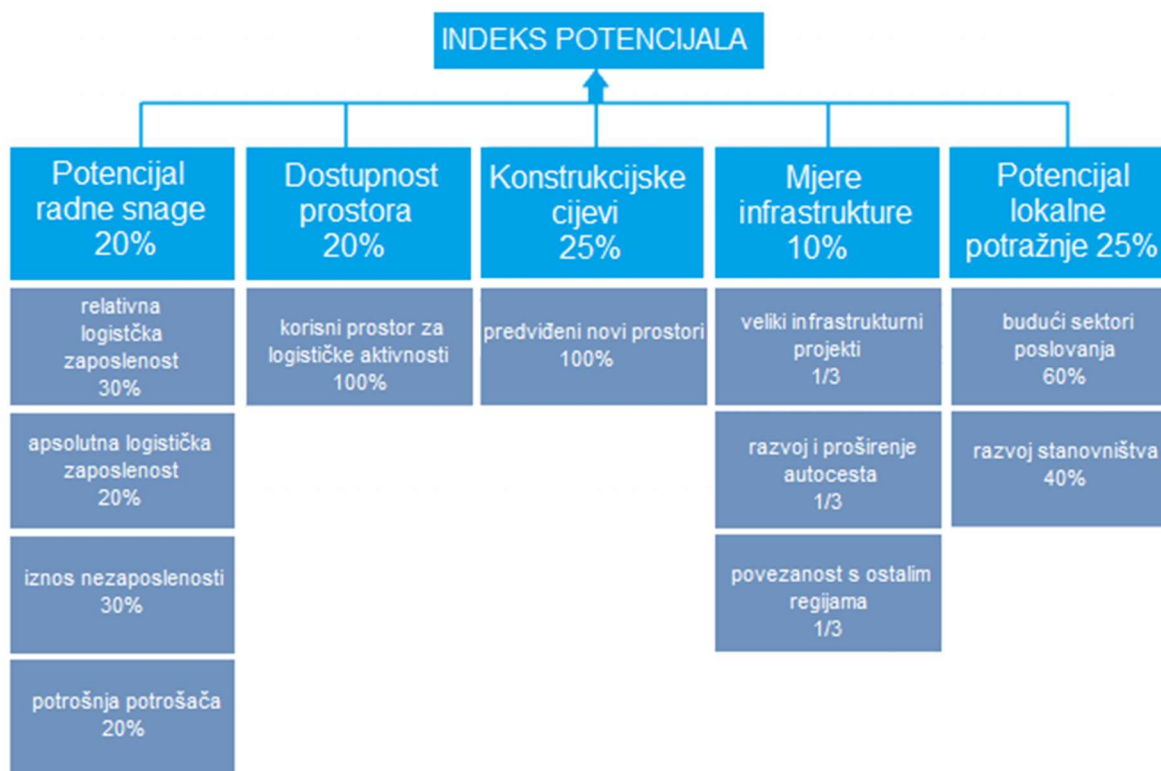 INDEKS POTENCIJALA
Potencijal
radne snage
20%
Dostupnost
prostora
20%
Konstrukcijske
cijevi
25%
Mjere
infrastrukture
10%
Potencijal
lokalne
potražnje 25%
relativna
logistčka
zaposlenost
30%
korisni prostor za
logističke aktivnosti
100%
predviđeni novi prostori
100%
veliki infrastrukturni
projekti
1/3
budući sektori
poslovanja
60%
apsolutna logistička
zaposlenost
20%
razvoj i proširenje
autocesta
1/3
razvoj stanovništva
40%
iznos nezaposlenosti
30%
povezanost s ostalim
regijama
1/3
potrošnja potrošača
20%